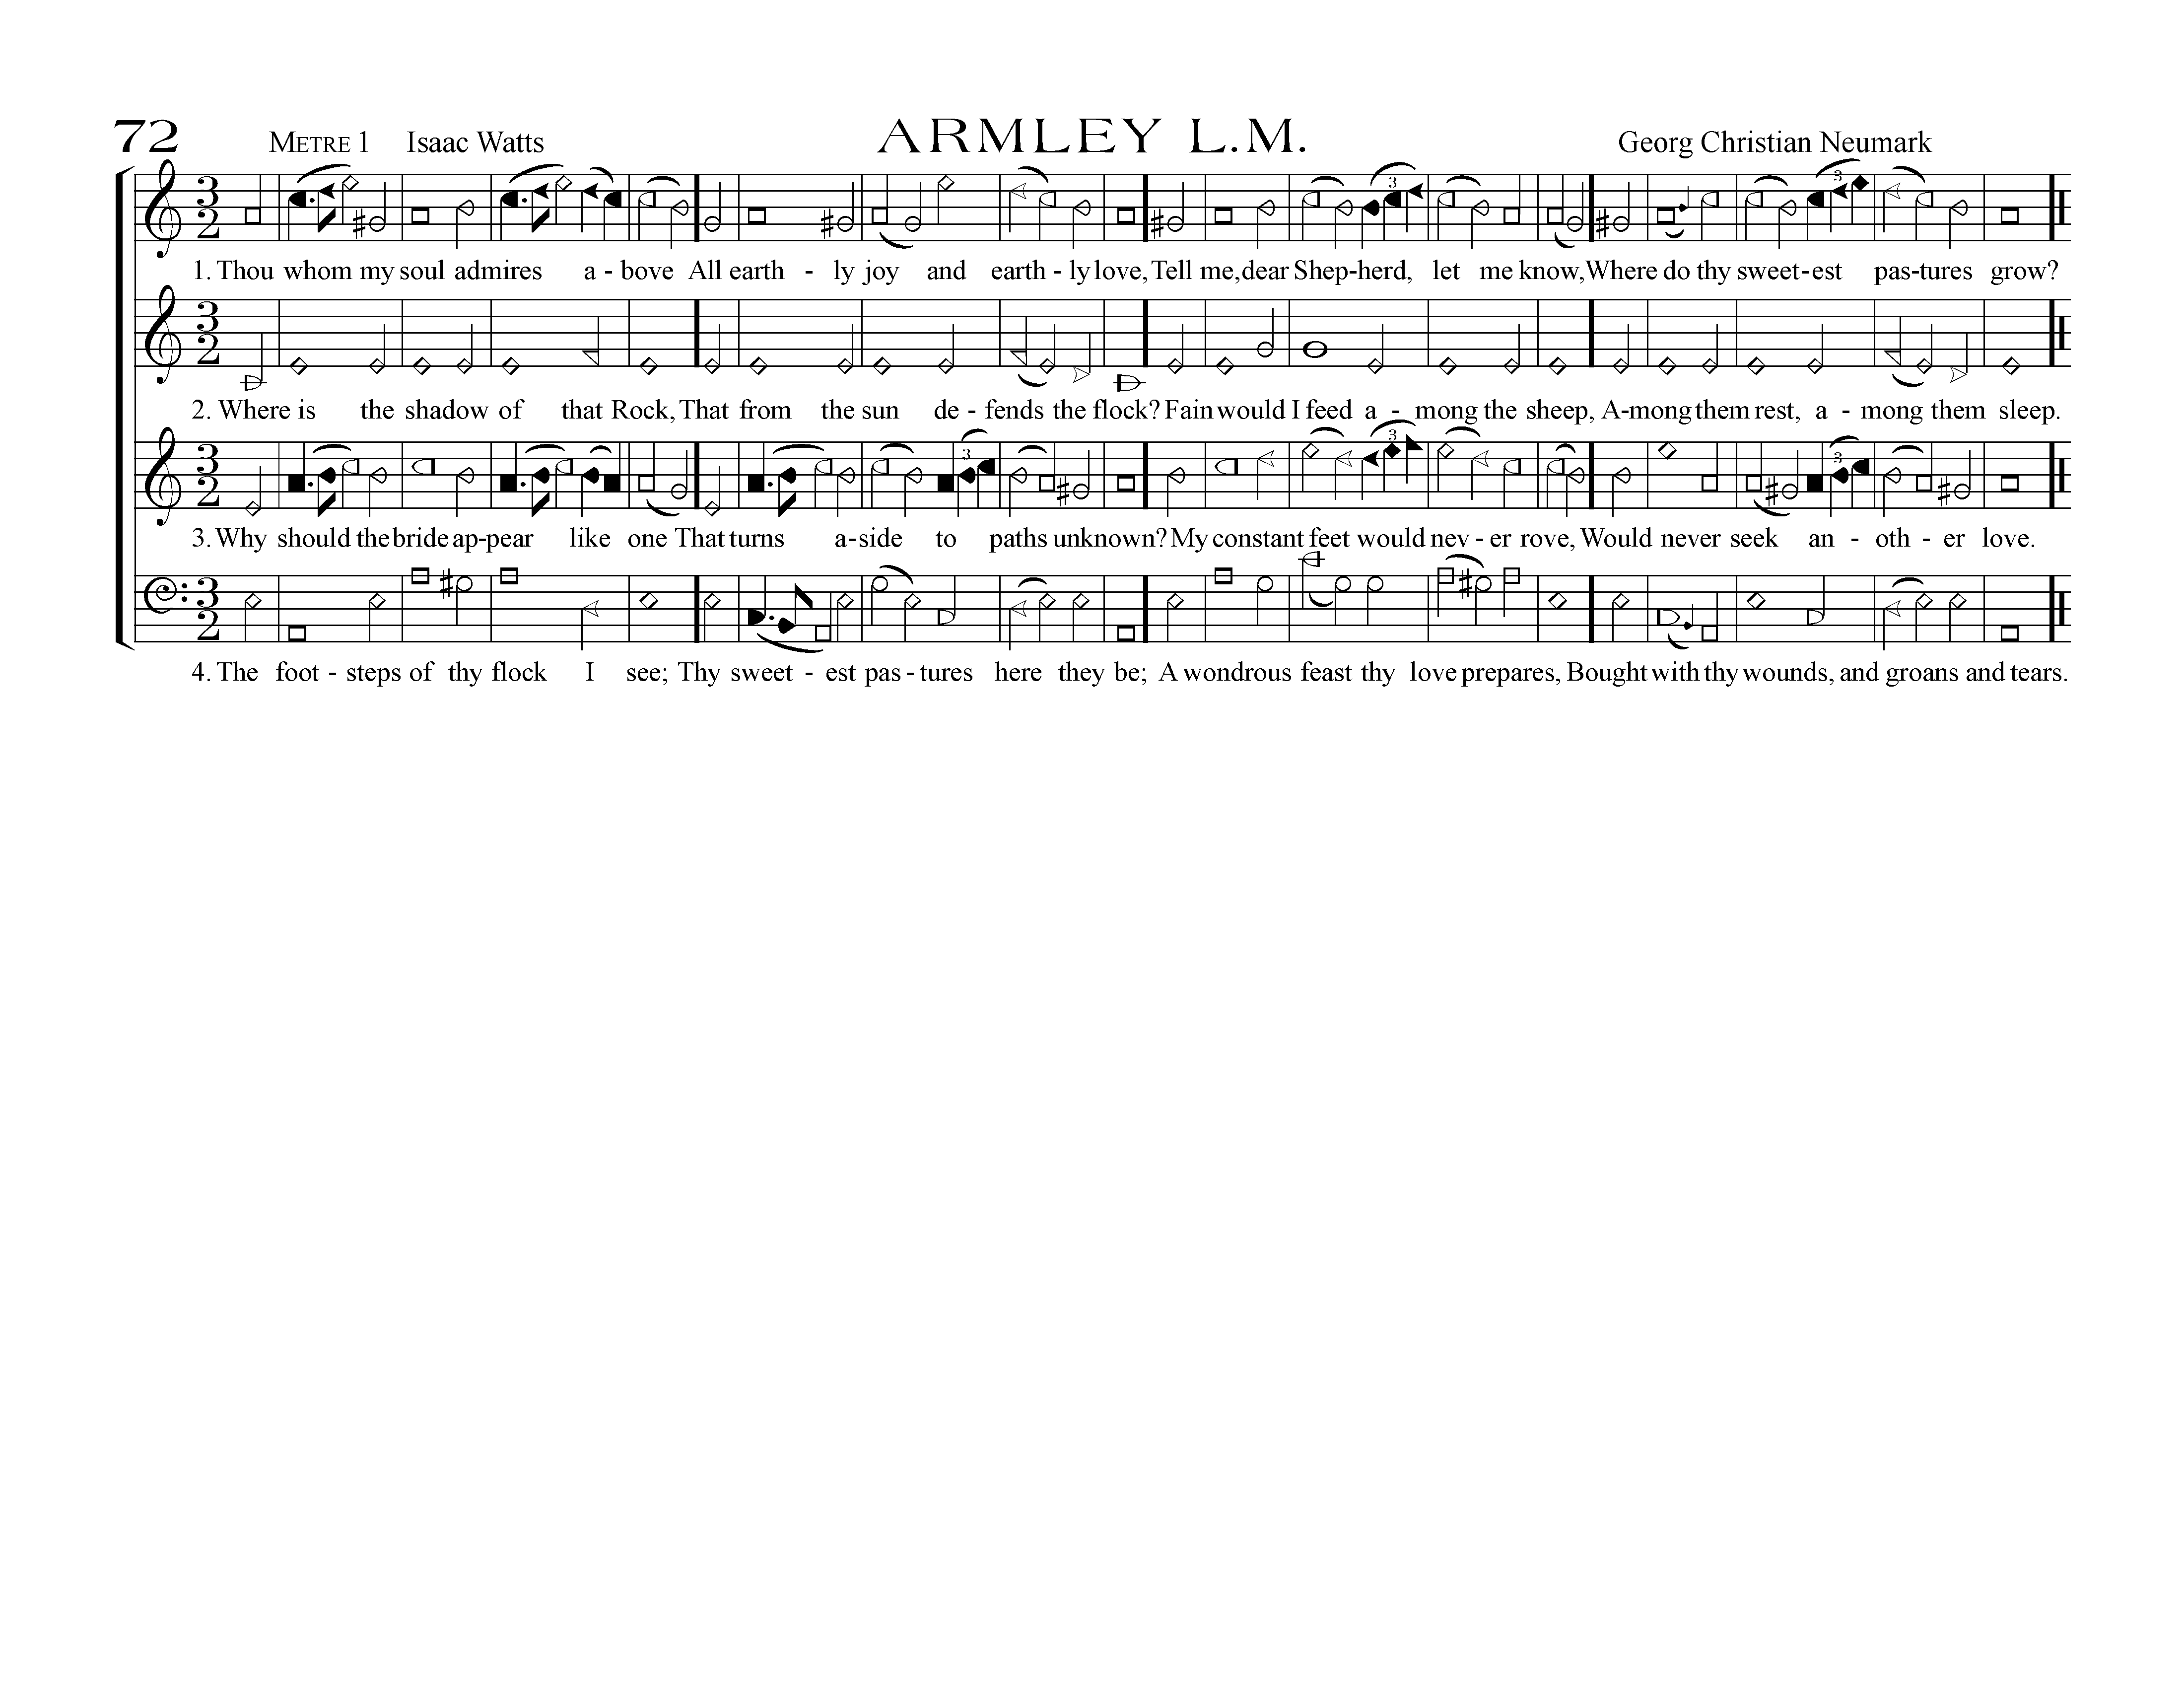 72 METRE 1 Isaac Watts ARMLEY L.M. Georg Christian Neumark
1. Thou whom my soul admires a - bove All earth - ly joy and earth - ly love, Tell me, dear Shep-herd, let me know, Where do thy sweet-est pas-tures grow?
2. Where is the shadow of that Rock, That from the sun de - fends the flock? Fain would I feed a - mong the sheep, A-mong them rest, a - mong them sleep.
3. Why should the bride ap-pear like one That turns a-side to paths unknown? My constant feet would nev - er rove, Would never seek an - oth - er love.
4. The foot - steps of thy flock I see; Thy sweet - est pas - tures here they be; A wondrous feast thy love prepares, Bought with thy wounds, and groans and tears.